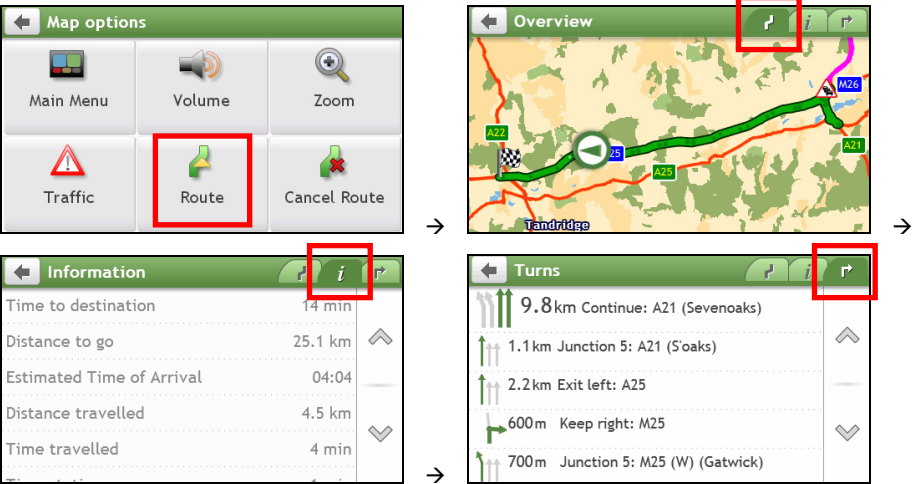 Map options
Main Menu
Volume
Zoom
Traffic
Route
Cancel Route
→
Overview
i
M26
A22
25
A25
A21
Tandridge
→
Information
i
Time to destination 14 min
Distance to go 25.1 km
Estimated Time of Arrival 04:04
Distance travelled 4.5 km
Time travelled 4 min
→
Turns
i
9.8km Continue: A21 (Sevenoaks)
1.1km Junction 5: A21 (S'oaks)
2.2km Exit left: A25
600m Keep right: M25
700m Junction 5: M25 (W) (Gatwick)